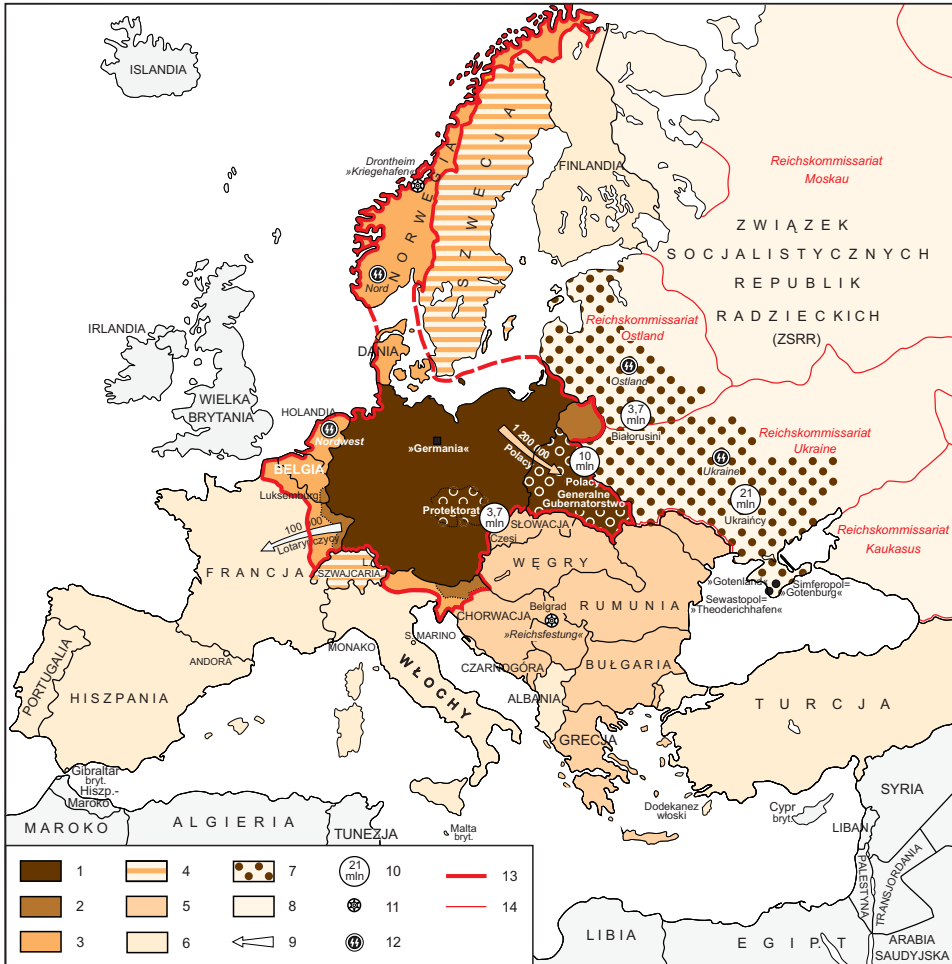 ISLANDIA
Drontheim
»Kriegehafen«
NORWEGIA
Nord
SZWECJA
FINLANDIA
Reichskommissariat
Moskau
ZWIĄZEK
SOCJALISTYCZNYCH
REPUBLIK
RADZIECKICH
(ZSRR)
Reichskommissariat
Ostland
Ostland
3,7
mln
Białorusini
IRLANDIA
WIELKA
BRYTANIA
DANIA
HOLANDIA
Nordwest
BELGIA
Luksemburg
»Germania«
1 200 000
Polacy
10
mln
Polacy
Generalne
Gubernatorstwo
Protektorat
3,7
mln
Czesi
Reichskommissariat
Ukraine
Ukraine
21
mln
Ukraińcy
Reichskommissariat
Kaukasus
100 000
Lotaryńczycy
FRANCJA
SZWAJCARIA
L.
SŁOWACJA
WĘGRY
CHORWACJA
Belgrad
»Reichsfestung«
RUMUNIA
»Gotenland«
Simferopol=
»Gotenburg«
Sewastopol=
»Theoderichhafen«
S. MARINO
MONAKO
ANDORA
CZARNOGÓRA
BUŁGARIA
ALBANIA
WŁOCHY
PORTUGALIA
HISZPANIA
GRECJA
TURCJA
Gibraltar
bryt.
Hiszp.-
Maroko
MAROKO
ALGIERIA
TUNEZJA
Malta
bryt.
Dodekanez
włoski
Cypr
bryt.
SYRIA
LIBAN
PALESTYNA
TRANSJORDANIA
LIBIA
EGIPT
ARABIA
SAUDYJSKA
1
2
3
4
5
6
7
8
9
21
mln
10
11
12
13
14